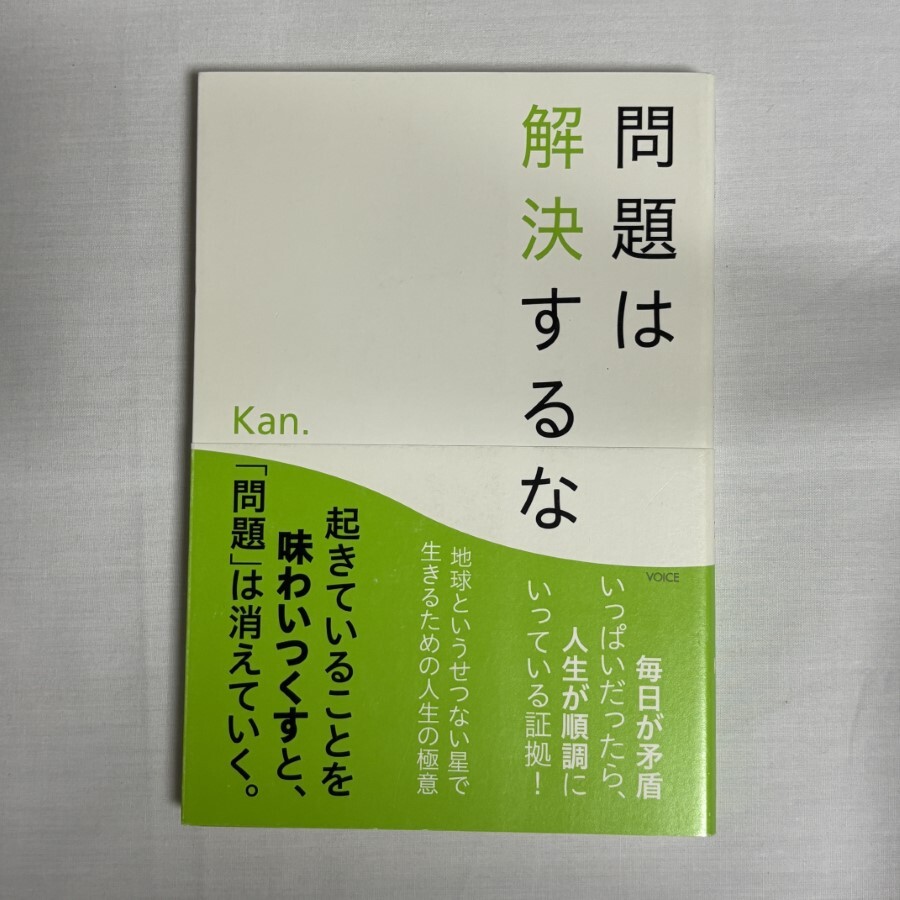 問題は
解決するな
Kan.
VOICE
毎日が矛盾
いっぱいだったら、
人生が順調に
いっている証拠！
地球というせつない星で
生きるための人生の極意
起きていることを
味わいつくすと、
「問題」は消えていく。